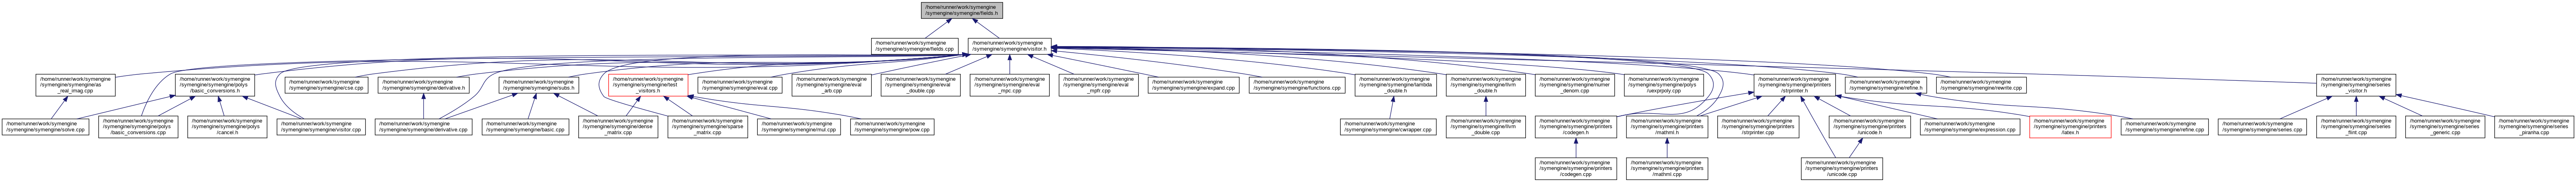 /home/runner/work/symengine
/symengine/symengine/fields.h
/home/runner/work/symengine
/symengine/symengine/fields.cpp
/home/runner/work/symengine
/symengine/symengine/visitor.h
/home/runner/work/symengine
/symengine/symengine/as
_real_imag.cpp
/home/runner/work/symengine
/symengine/symengine/polys
/basic_conversions.h
/home/runner/work/symengine
/symengine/symengine/cse.cpp
/home/runner/work/symengine
/symengine/symengine/derivative.h
/home/runner/work/symengine
/symengine/symengine/subs.h
/home/runner/work/symengine
/symengine/symengine/test
_visitors.h
/home/runner/work/symengine
/symengine/symengine/eval.cpp
/home/runner/work/symengine
/symengine/symengine/eval
_arb.cpp
/home/runner/work/symengine
/symengine/symengine/eval
_double.cpp
/home/runner/work/symengine
/symengine/symengine/eval
_mpc.cpp
/home/runner/work/symengine
/symengine/symengine/eval
_mpfr.cpp
/home/runner/work/symengine
/symengine/symengine/expand.cpp
/home/runner/work/symengine
/symengine/symengine/functions.cpp
/home/runner/work/symengine
/symengine/symengine/lambda
_double.h
/home/runner/work/symengine
/symengine/symengine/llvm
_double.h
/home/runner/work/symengine
/symengine/symengine/numer
_denom.cpp
/home/runner/work/symengine
/symengine/symengine/polys
/uexprpoly.cpp
/home/runner/work/symengine
/symengine/symengine/printers
/strprinter.h
/home/runner/work/symengine
/symengine/symengine/refine.h
/home/runner/work/symengine
/symengine/symengine/rewrite.cpp
/home/runner/work/symengine
/symengine/symengine/series
_visitor.h
/home/runner/work/symengine
/symengine/symengine/solve.cpp
/home/runner/work/symengine
/symengine/symengine/polys
/basic_conversions.cpp
/home/runner/work/symengine
/symengine/symengine/polys
/cancel.h
/home/runner/work/symengine
/symengine/symengine/visitor.cpp
/home/runner/work/symengine
/symengine/symengine/derivative.cpp
/home/runner/work/symengine
/symengine/symengine/basic.cpp
/home/runner/work/symengine
/symengine/symengine/dense
_matrix.cpp
/home/runner/work/symengine
/symengine/symengine/sparse
_matrix.cpp
/home/runner/work/symengine
/symengine/symengine/mul.cpp
/home/runner/work/symengine
/symengine/symengine/pow.cpp
/home/runner/work/symengine
/symengine/symengine/cwrapper.cpp
/home/runner/work/symengine
/symengine/symengine/llvm
_double.cpp
/home/runner/work/symengine
/symengine/symengine/printers
/codegen.h
/home/runner/work/symengine
/symengine/symengine/printers
/mathml.h
/home/runner/work/symengine
/symengine/symengine/printers
/strprinter.cpp
/home/runner/work/symengine
/symengine/symengine/printers
/unicode.h
/home/runner/work/symengine
/symengine/symengine/expression.cpp
/home/runner/work/symengine
/symengine/symengine/printers
/latex.h
/home/runner/work/symengine
/symengine/symengine/refine.cpp
/home/runner/work/symengine
/symengine/symengine/series.cpp
/home/runner/work/symengine
/symengine/symengine/series
_flint.cpp
/home/runner/work/symengine
/symengine/symengine/series
_generic.cpp
/home/runner/work/symengine
/symengine/symengine/series
_piranha.cpp
/home/runner/work/symengine
/symengine/symengine/printers
/codegen.cpp
/home/runner/work/symengine
/symengine/symengine/printers
/mathml.cpp
/home/runner/work/symengine
/symengine/symengine/printers
/unicode.cpp